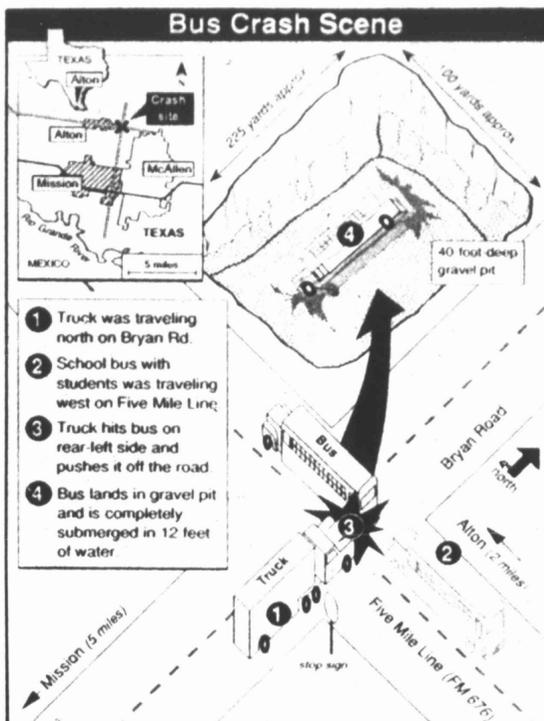 Bus Crash Scene
TEXAS
Alton
Crash
site
Alton
McAllen
Mission
Rio Grande River
TEXAS
MEXICO
5 miles
225 yards approx
100 yards approx
4
40 foot-deep
gravel pit
1 Truck was traveling
north on Bryan Rd.
2 School bus with
students was traveling
west on Five Mile Line
3 Truck hits bus on
rear-left side and
pushes it off the road.
4 Bus lands in gravel pit
and is completely
submerged in 12 feet
of water.
Bus
Bryan Road
north
3
Alton (2 miles)
2
Truck
1
stop sign
Five Mile Line (FM 676)
Mission (5 miles)